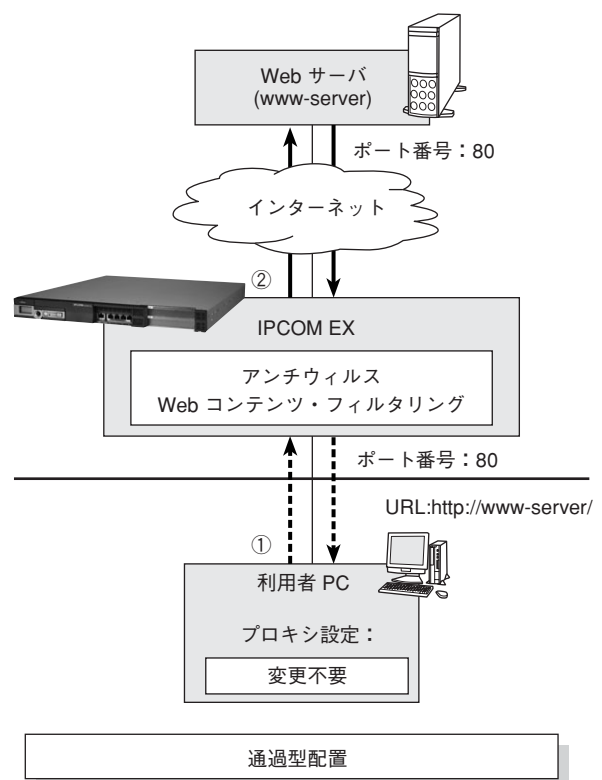 Web サーバ
(www-server)
ポート番号：80
インターネット
②
IPCOM EX
アンチウィルス
Web コンテンツ・フィルタリング
ポート番号：80
URL:http://www-server/
①
利用者 PC
プロキシ設定：
変更不要
通過型配置